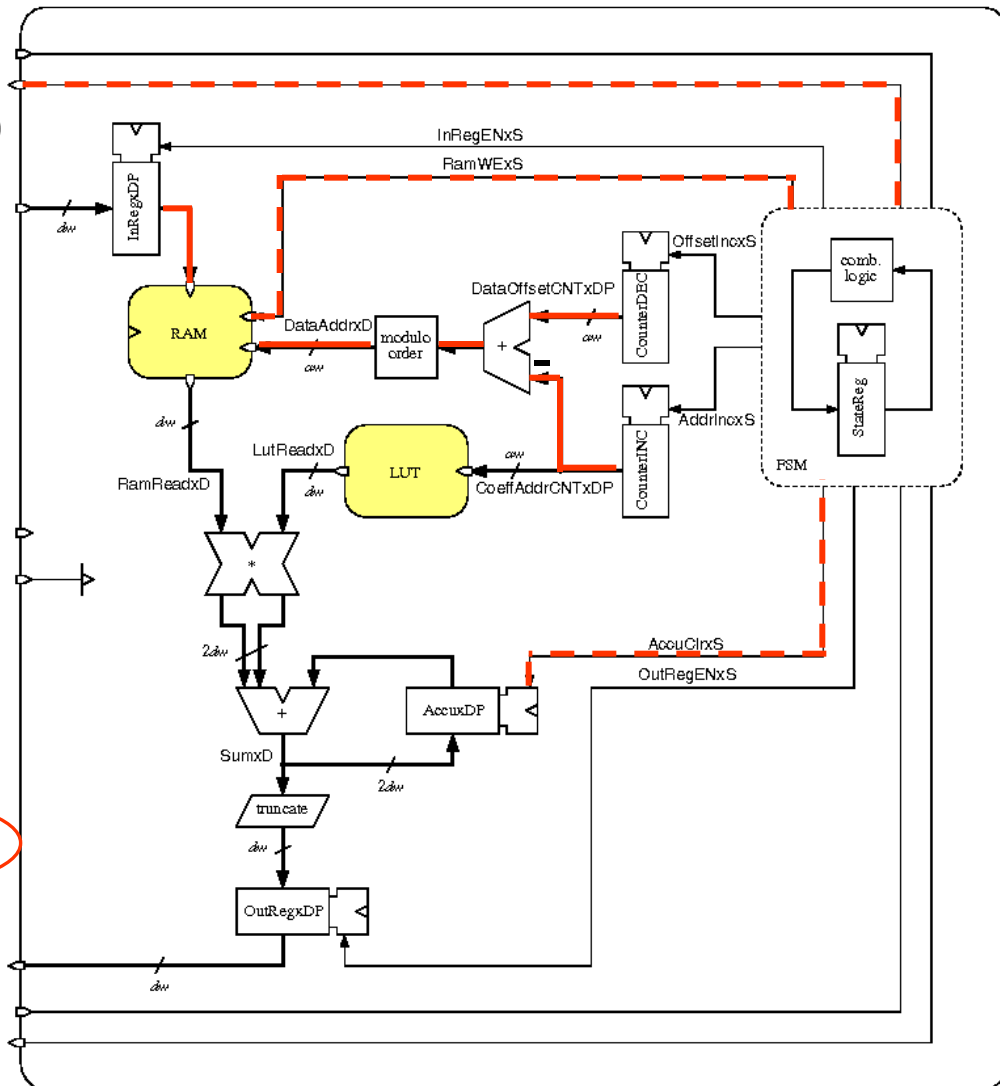 InRegENxS
RamWExS
InRegxDP
dw
OffsetIncxS
comb.
logic
CounterDEC
DataOffsetCNTxDP
RAM
DataAddrxD
modulo
order
+
cw
cw
StateReg
CounterINC
AddrIncxS
FSM
dw
LutReadxD
LUT
cw
CoeffAddrCNTxDP
dw
RamReadxD
*
2dw
AccuClrxS
OutRegENxS
AccuxDP
+
SumxD
2dw
truncate
dw
OutRegxDP
dw